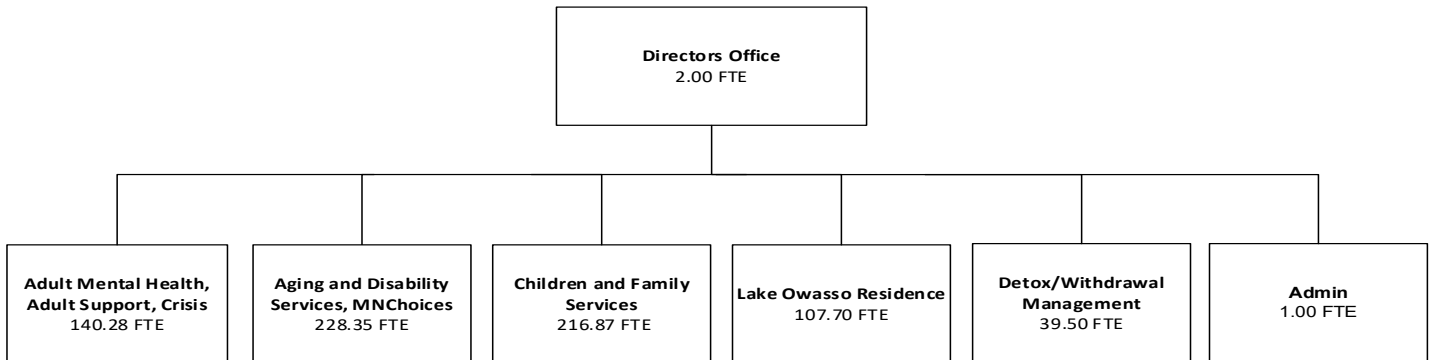 Directors Office
2.00 FTE
Adult Mental Health,
Adult Support, Crisis
140.28 FTE
Aging and Disability
Services, MNChoices
228.35 FTE
Children and Family
Services
216.87 FTE
Lake Owasso Residence
107.70 FTE
Detox/Withdrawal
Management
39.50 FTE
Admin
1.00 FTE